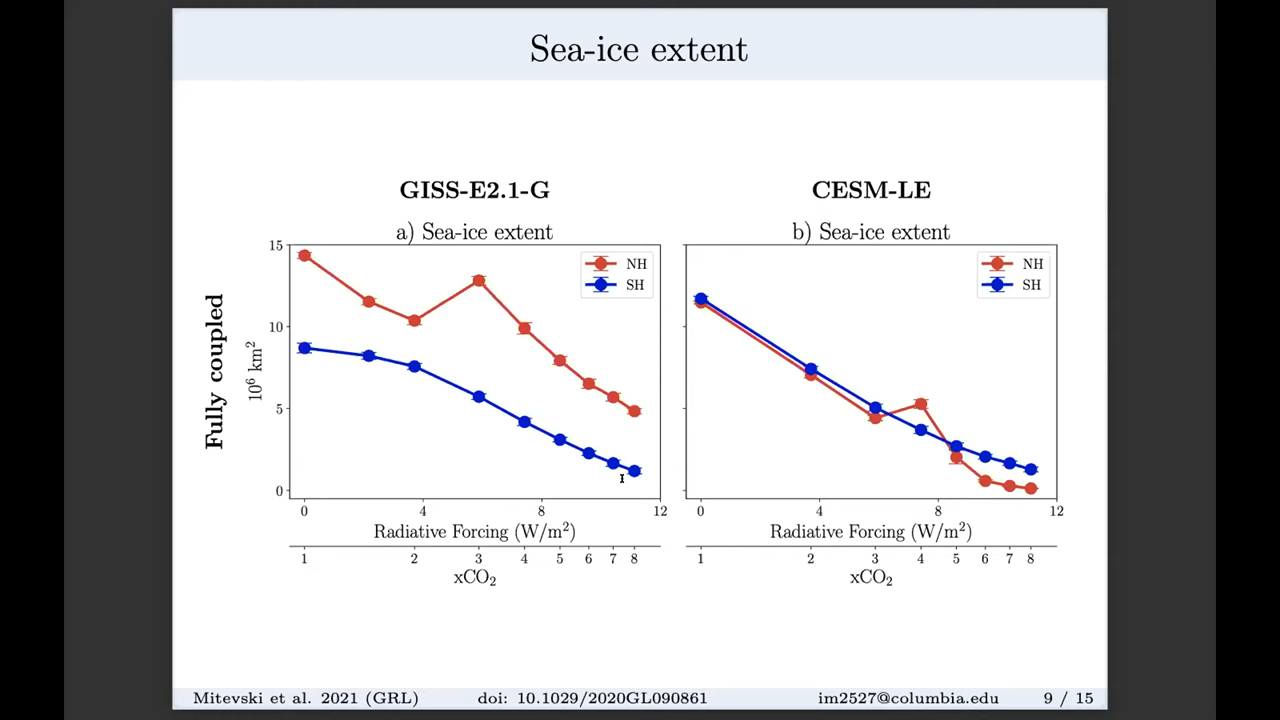 Sea-ice extent
GISS-E2.1-G
CESM-LE
a) Sea-ice extent
b) Sea-ice extent
Fully coupled
10⁶ km²
15
10
5
0
NH
SH
NH
SH
0 4 8 12
0 4 8 12
Radiative Forcing (W/m²)
Radiative Forcing (W/m²)
1 2 3 4 5 6 7 8
1 2 3 4 5 6 7 8
xCO₂
xCO₂
Mitevski et al. 2021 (GRL) doi: 10.1029/2020GL090861 im2527@columbia.edu 9 / 15